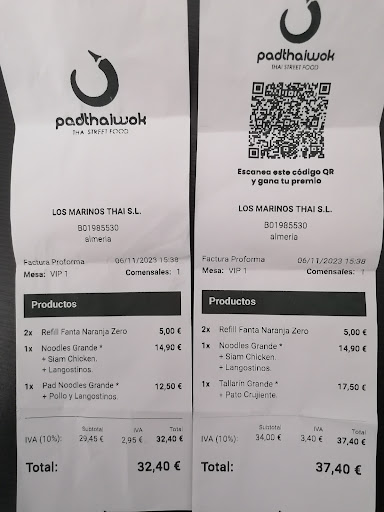 padthaiwok
THAI STREET FOOD
LOS MARINOS THAI S.L.
B01985530
almeria
Factura Proforma 06/11/2023 15:38
Mesa: VIP 1 Comensales: 1
Productos
2x Refill Fanta Naranja Zero 5,00 €
1x Noodles Grande * 14,90 €
+ Siam Chicken.
+ Langostinos.
1x Pad Noodles Grande * 12,50 €
+ Pollo y Langostinos.
Subtotal IVA Total
IVA (10%): 29,45 € 2,95 € 32,40 €
Total: 32,40 €
padthaiwok
THAI STREET FOOD
Escanea este código QR
y gana tu premio
LOS MARINOS THAI S.L.
B01985530
almeria
Factura Proforma 06/11/2023 15:38
Mesa: VIP 1 Comensales: 1
Productos
2x Refill Fanta Naranja Zero 5,00 €
1x Noodles Grande * 14,90 €
+ Siam Chicken.
+ Langostinos.
1x Tallarín Grande * 17,50 €
+ Pato Crujiente.
Subtotal IVA Total
IVA (10%): 34,00 € 3,40 € 37,40 €
Total: 37,40 €